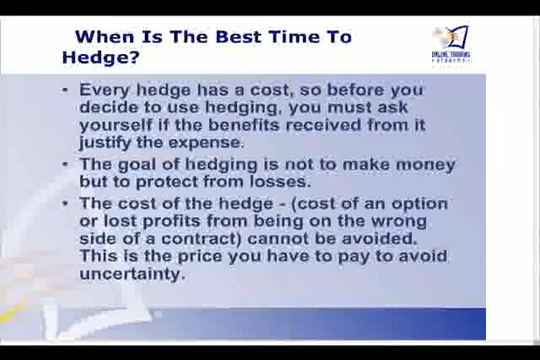 When Is The Best Time To
Hedge?
ONLINE TRADING
ACADEMY
• Every hedge has a cost, so before you
decide to use hedging, you must ask
yourself if the benefits received from it
justify the expense.
• The goal of hedging is not to make money
but to protect from losses.
• The cost of the hedge - (cost of an option
or lost profits from being on the wrong
side of a contract) cannot be avoided.
This is the price you have to pay to avoid
uncertainty.